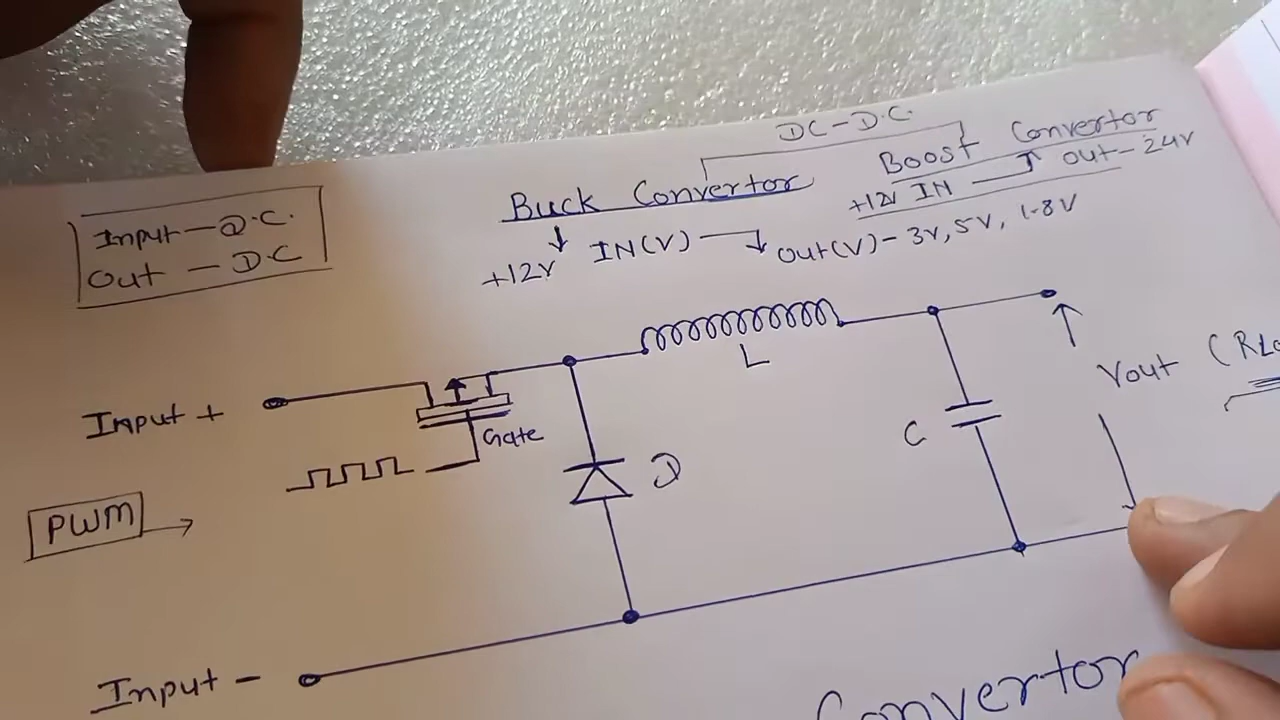 DC-D.C.
Buck Convertor
Boost Convertor
+12V IN
Out-24V
Input-D.C.
Out - DC
+12V
IN(V)
Out(V)-3V, 5V, 1.8V
L
Input +
Gate
C
Vout
D
PWM
Input -
Convertor